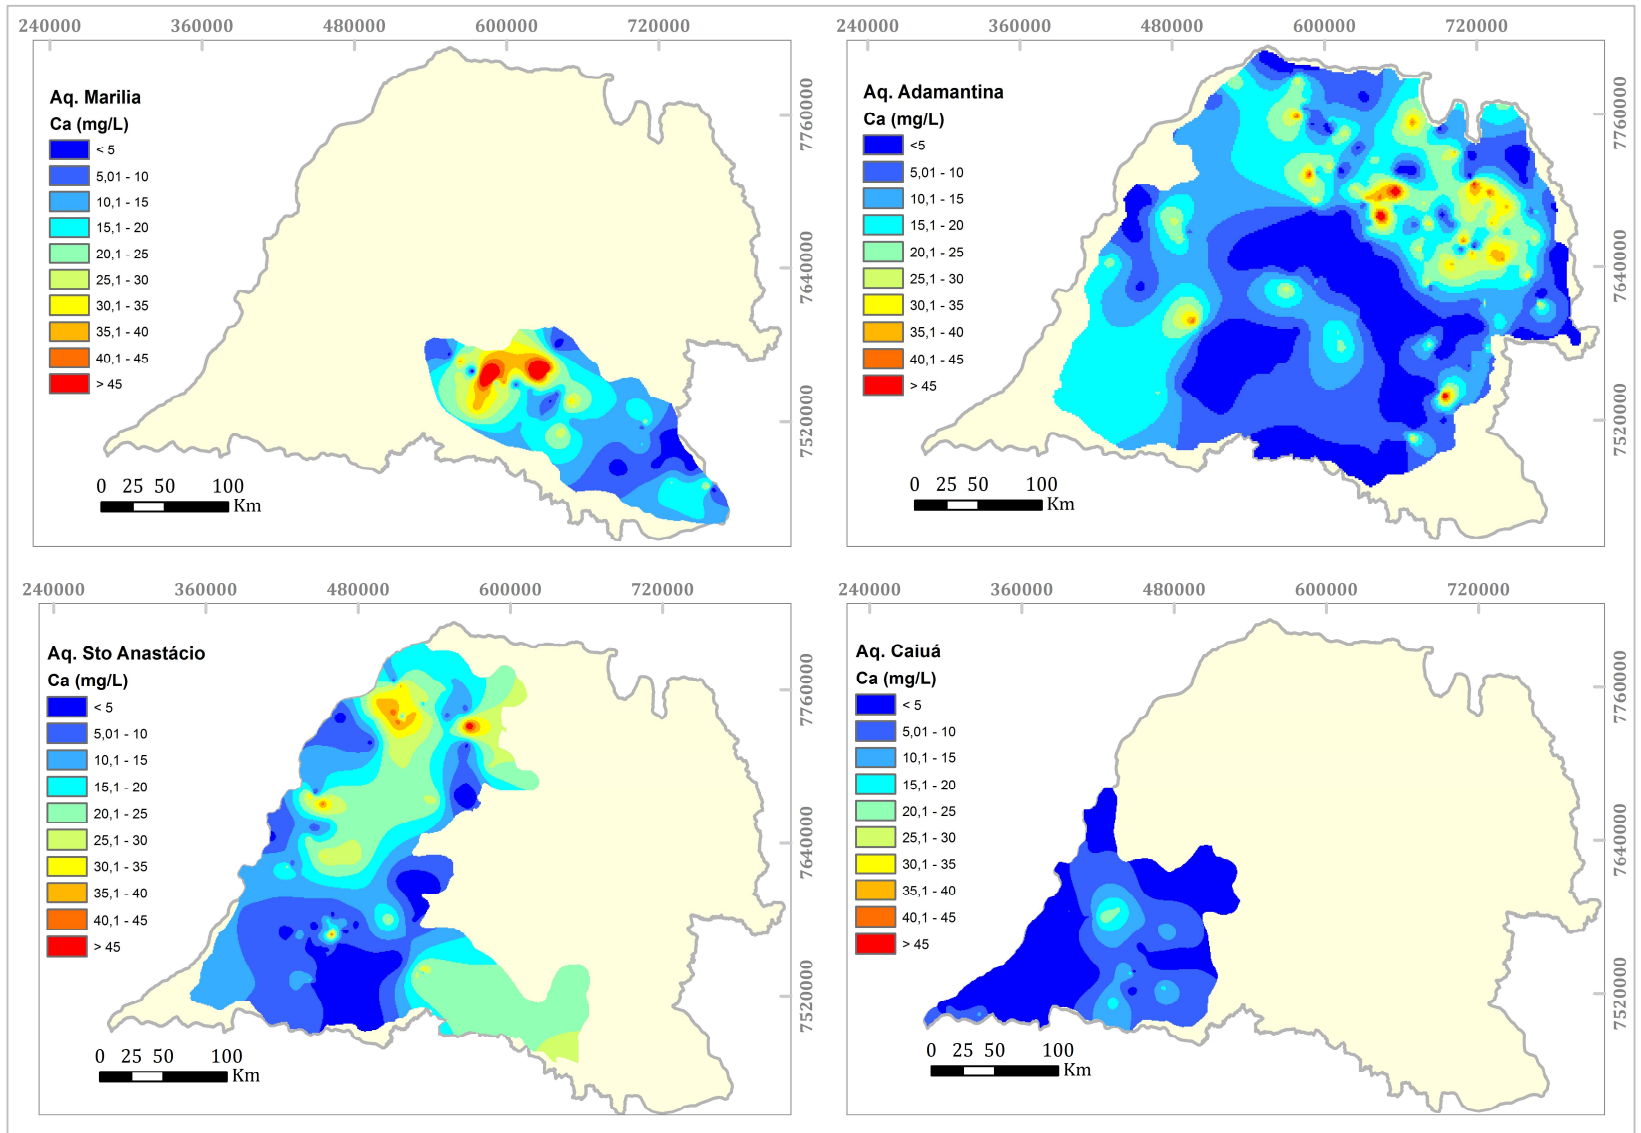 240000 360000 480000 600000 720000
Aq. Marilia
Ca (mg/L)
< 5
5,01 - 10
10,1 - 15
15,1 - 20
20,1 - 25
25,1 - 30
30,1 - 35
35,1 - 40
40,1 - 45
> 45
7760000
7640000
7520000
0 25 50 100
Km
240000 360000 480000 600000 720000
Aq. Adamantina
Ca (mg/L)
<5
5,01 - 10
10,1 - 15
15,1 - 20
20,1 - 25
25,1 - 30
30,1 - 35
35,1 - 40
40,1 - 45
> 45
7760000
7640000
7520000
0 25 50 100
Km
240000 360000 480000 600000 720000
Aq. Sto Anastácio
Ca (mg/L)
< 5
5,01 - 10
10,1 - 15
15,1 - 20
20,1 - 25
25,1 - 30
30,1 - 35
35,1 - 40
40,1 - 45
> 45
7760000
7640000
7520000
0 25 50 100
Km
240000 360000 480000 600000 720000
Aq. Caiuá
Ca (mg/L)
< 5
5,01 - 10
10,1 - 15
15,1 - 20
20,1 - 25
25,1 - 30
30,1 - 35
35,1 - 40
40,1 - 45
> 45
7760000
7640000
7520000
0 25 50 100
Km